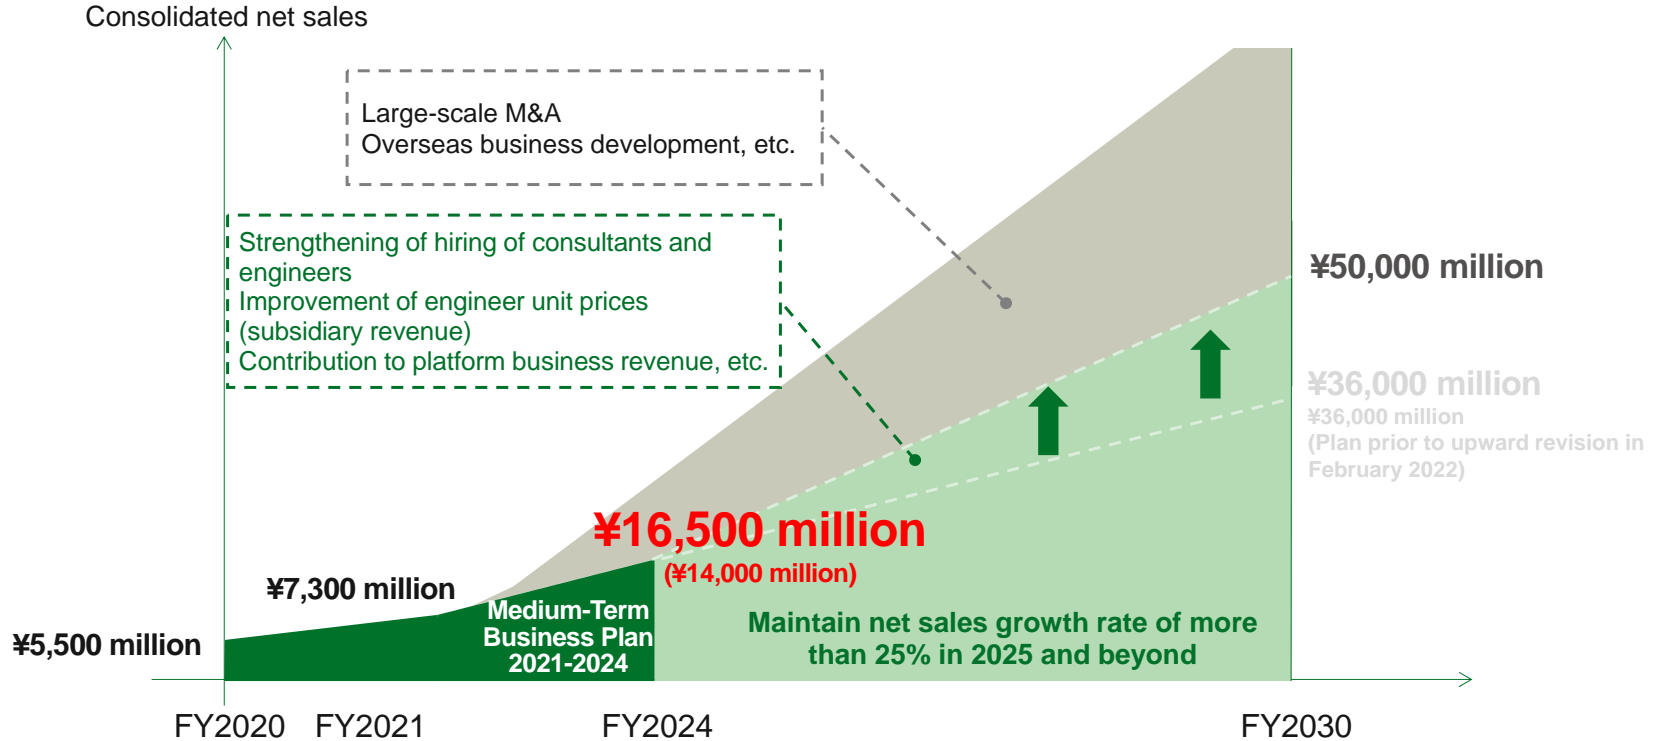 Consolidated net sales
Large-scale M&A
Overseas business development, etc.
Strengthening of hiring of consultants and
engineers
Improvement of engineer unit prices
(subsidiary revenue)
Contribution to platform business revenue, etc.
¥50,000 million
¥36,000 million
¥36,000 million
(Plan prior to upward revision in
February 2022)
¥16,500 million
(¥14,000 million)
¥7,300 million
¥5,500 million
Medium-Term
Business Plan
2021-2024
Maintain net sales growth rate of more
than 25% in 2025 and beyond
FY2020
FY2021
FY2024
FY2030